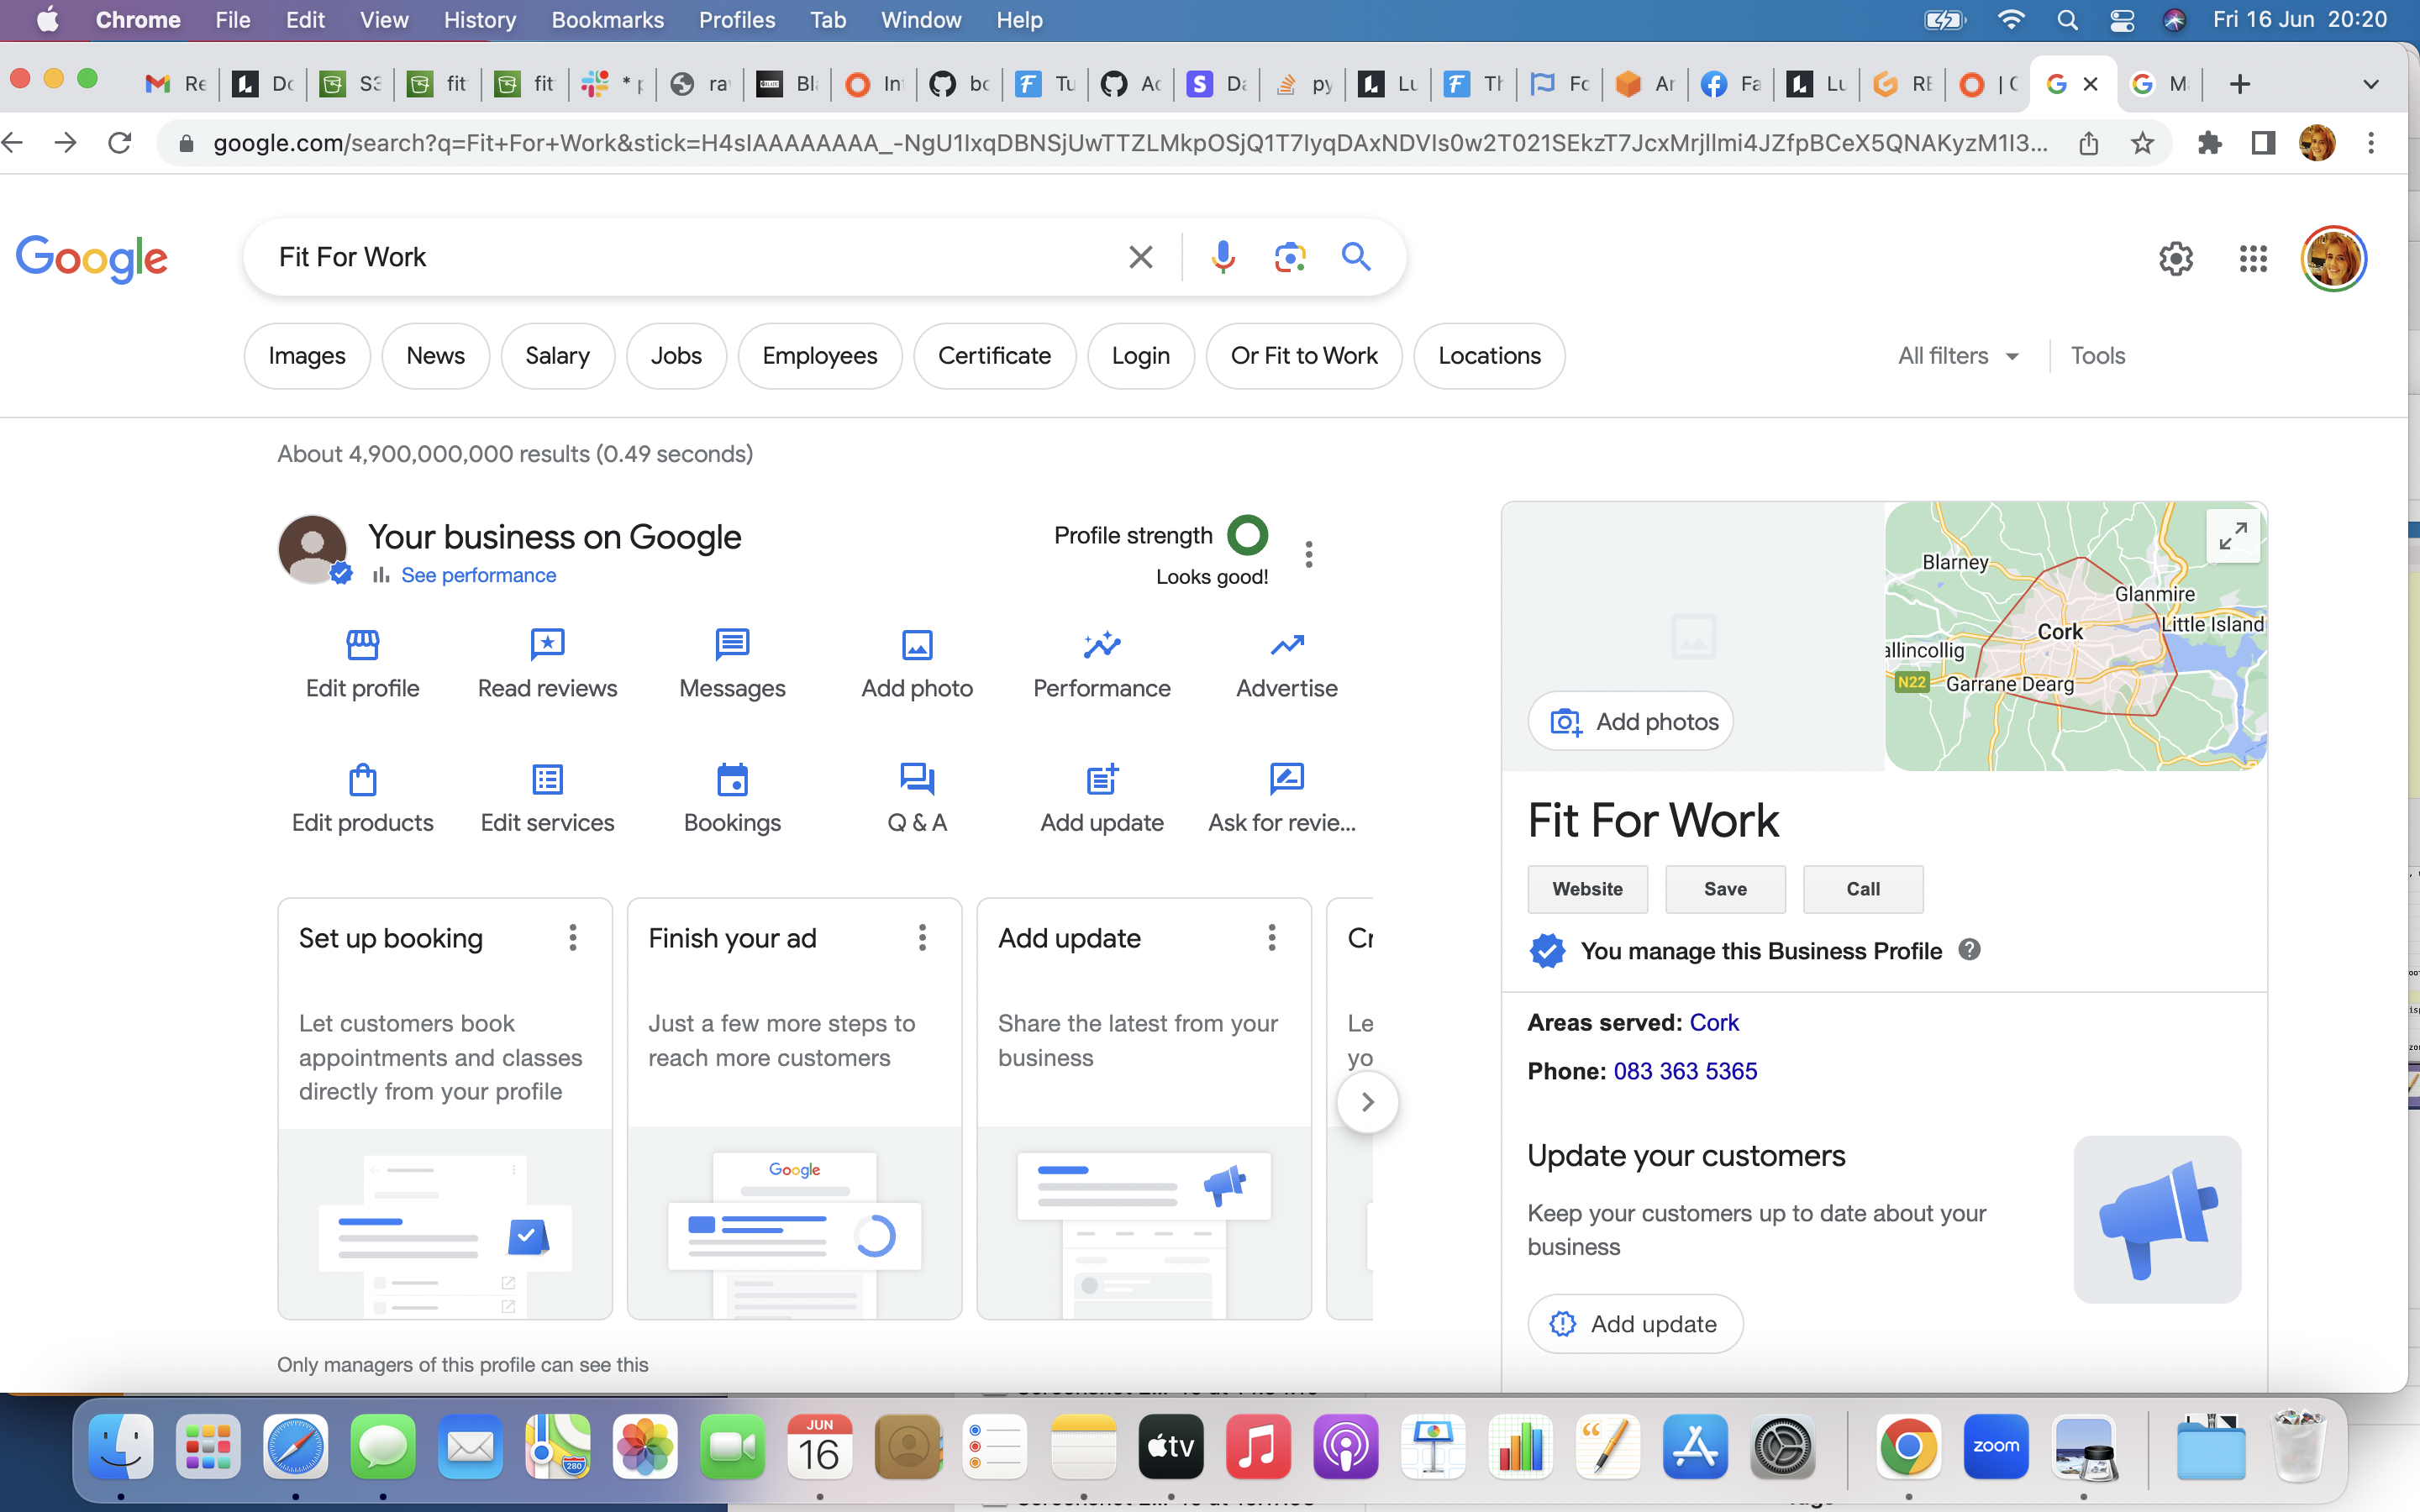 Chrome File Edit View History Bookmarks Profiles Tab Window Help Fri 16 Jun 20:20
Re Dc S3 fit fit * p ra Bl In bc Tu Ac Da py Lu Th Fc Ar Fa Lu RE | C M
google.com/search?q=Fit+For+Work&stick=H4sIAAAAAAAA_-NgU1IxqDBNSjUwTTZLMkpOSjQ1T7IyqDAxNDVIs0w2T021SEkzT7JcxMrjllmi4JZfpBCeX5QNAKyzM1I3...
Google
Fit For Work
Images News Salary Jobs Employees Certificate Login Or Fit to Work Locations All filters Tools
About 4,900,000,000 results (0.49 seconds)
Your business on Google
See performance
Profile strength
Looks good!
Edit profile Read reviews Messages Add photo Performance Advertise
Edit products Edit services Bookings Q & A Add update Ask for revie...
Set up booking
Let customers book
appointments and classes
directly from your profile
Finish your ad
Just a few more steps to
reach more customers
Google
Add update
Share the latest from your
business
Cr
Le
yo
Only managers of this profile can see this
Blarney
Glanmire
Cork
Little Island
allincollig
N22
Garrane Dearg
Add photos
Fit For Work
Website Save Call
You manage this Business Profile
Areas served: Cork
Phone: 083 363 5365
Update your customers
Keep your customers up to date about your
business
Add update
JUN
16
280
tv
zoom